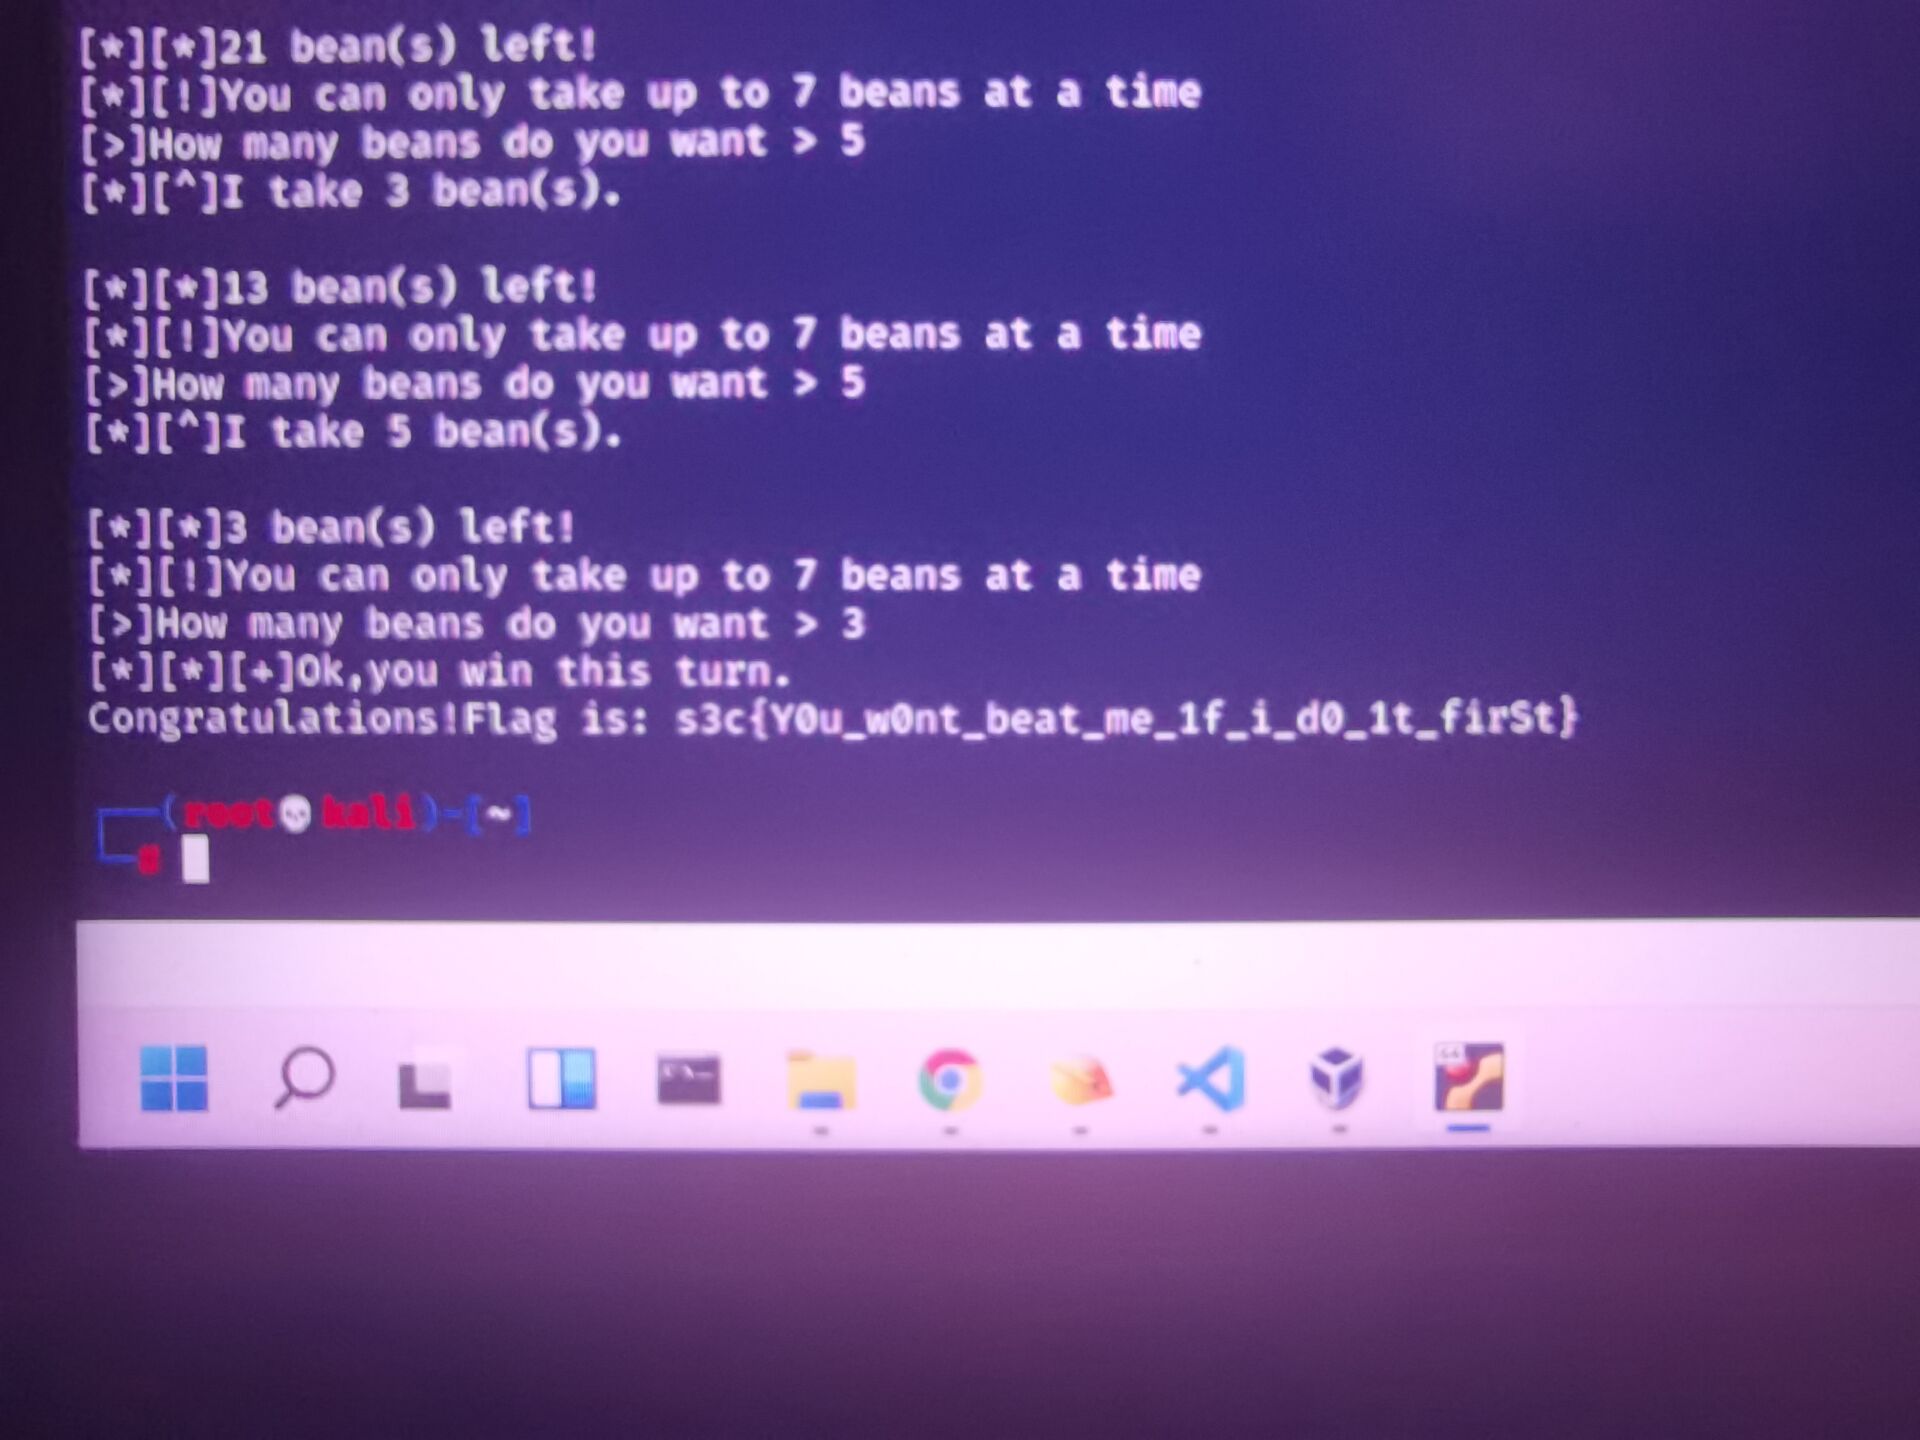 [*][*]21 bean(s) left!
[*][!]You can only take up to 7 beans at a time
[>]How many beans do you want > 5
[*][^]I take 3 bean(s).
[*][*]13 bean(s) left!
[*][!]You can only take up to 7 beans at a time
[>]How many beans do you want > 5
[*][^]I take 5 bean(s).
[*][*]3 bean(s) left!
[*][!]You can only take up to 7 beans at a time
[>]How many beans do you want > 3
[*][*][+]Ok,you win this turn.
Congratulations!Flag is: s3c{Y0u_w0nt_beat_me_1f_i_d0_1t_firSt}
┌──(root💀kali)-[~]
└─#